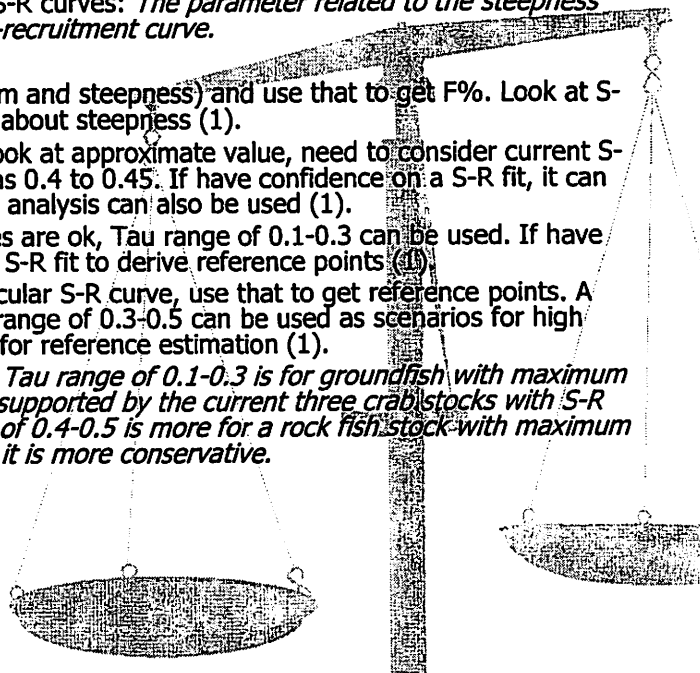 S-R curves: The parameter related to the steepness
-recruitment curve.
m and steepness) and use that to get F%. Look at S-
about steepness (1).
ook at approximate value, need to consider current S-
as 0.4 to 0.45. If have confidence on a S-R fit, it can
analysis can also be used (1).
es are ok, Tau range of 0.1-0.3 can be used. If have
S-R fit to derive reference points (1).
cular S-R curve, use that to get reference points. A
range of 0.3-0.5 can be used as scenarios for high
for reference estimation (1).
Tau range of 0.1-0.3 is for groundfish with maximum
supported by the current three crab stocks with S-R
of 0.4-0.5 is more for a rock fish stock with maximum
it is more conservative.